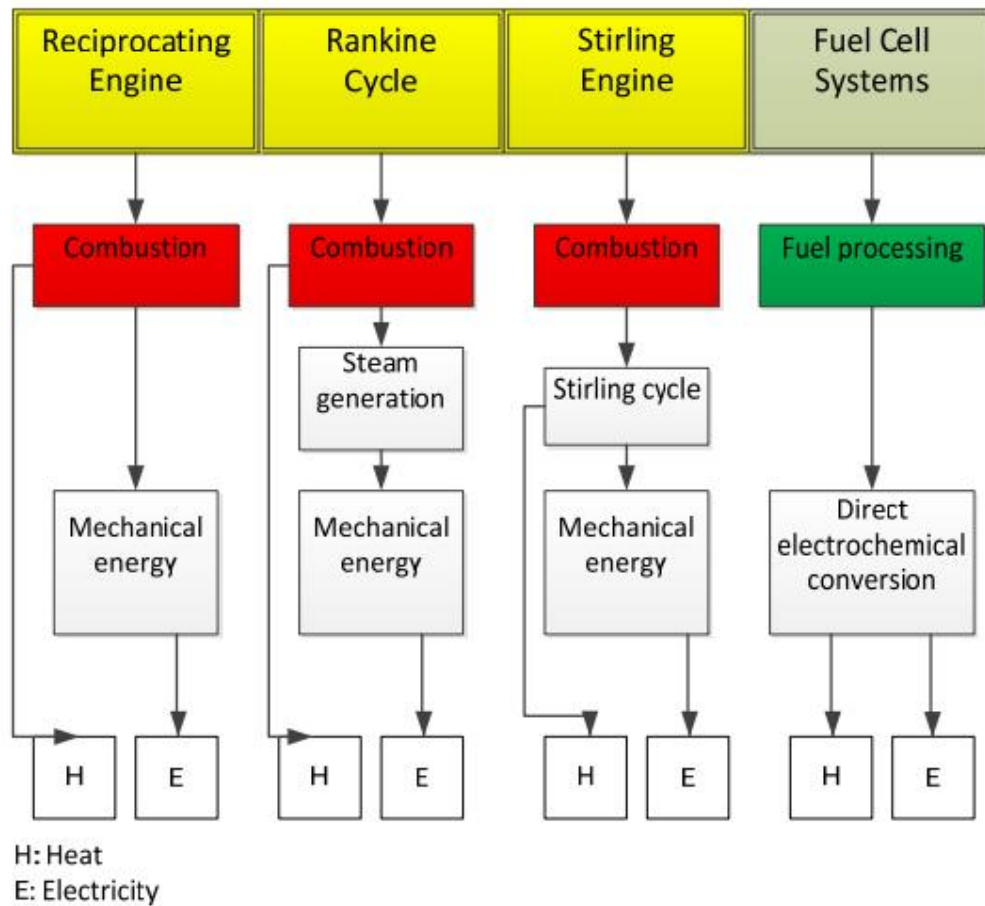 Reciprocating
Engine
Rankine
Cycle
Stirling
Engine
Fuel Cell
Systems
Combustion
Combustion
Combustion
Fuel processing
Steam
generation
Stirling cycle
Mechanical
energy
Mechanical
energy
Mechanical
energy
Direct
electrochemical
conversion
H
E
H
E
H
E
H
E
H: Heat
E: Electricity